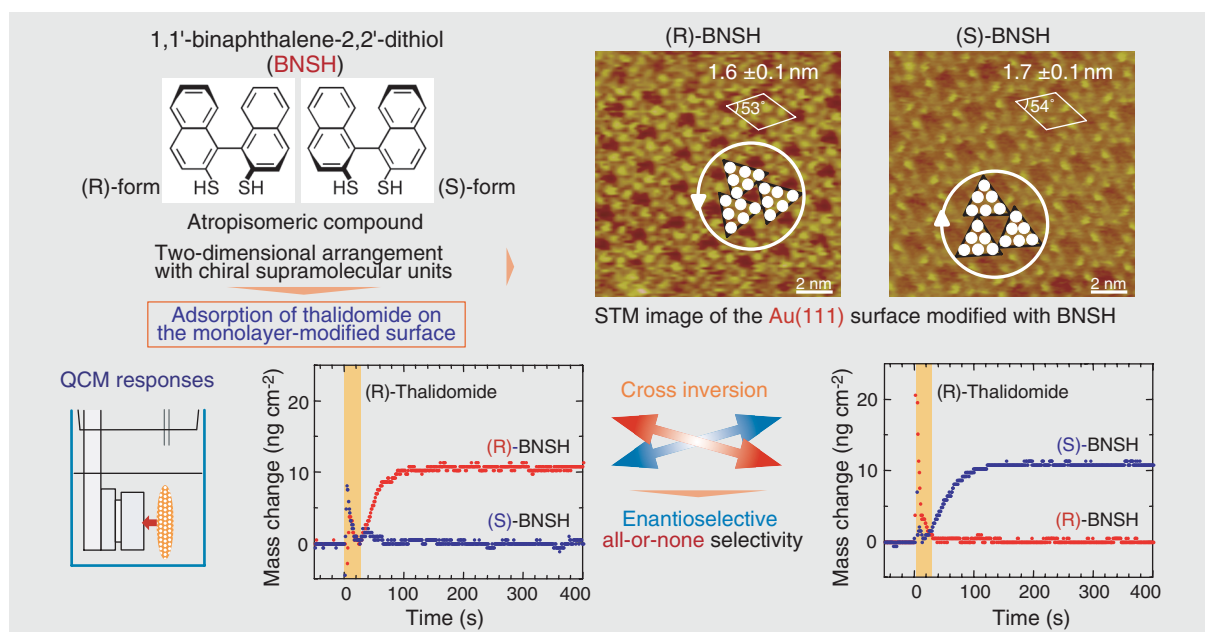 1,1'-binaphthalene-2,2'-dithiol
(BNSH)
HS
SH
HS
SH
(R)-form
(S)-form
Atropisomeric compound
Two-dimensional arrangement
with chiral supramolecular units
Adsorption of thalidomide on
the monolayer-modified surface
(R)-BNSH
1.6 ±0.1 nm
53°
2 nm
(S)-BNSH
1.7 ±0.1 nm
54°
2 nm
STM image of the Au(111) surface modified with BNSH
QCM responses
Mass change (ng cm-2)
20
10
0
(R)-Thalidomide
(R)-BNSH
(S)-BNSH
0 100 200 300 400
Time (s)
Cross inversion
Enantioselective
all-or-none selectivity
Mass change (ng cm-2)
20
10
0
(R)-Thalidomide
(S)-BNSH
(R)-BNSH
0 100 200 300 400
Time (s)